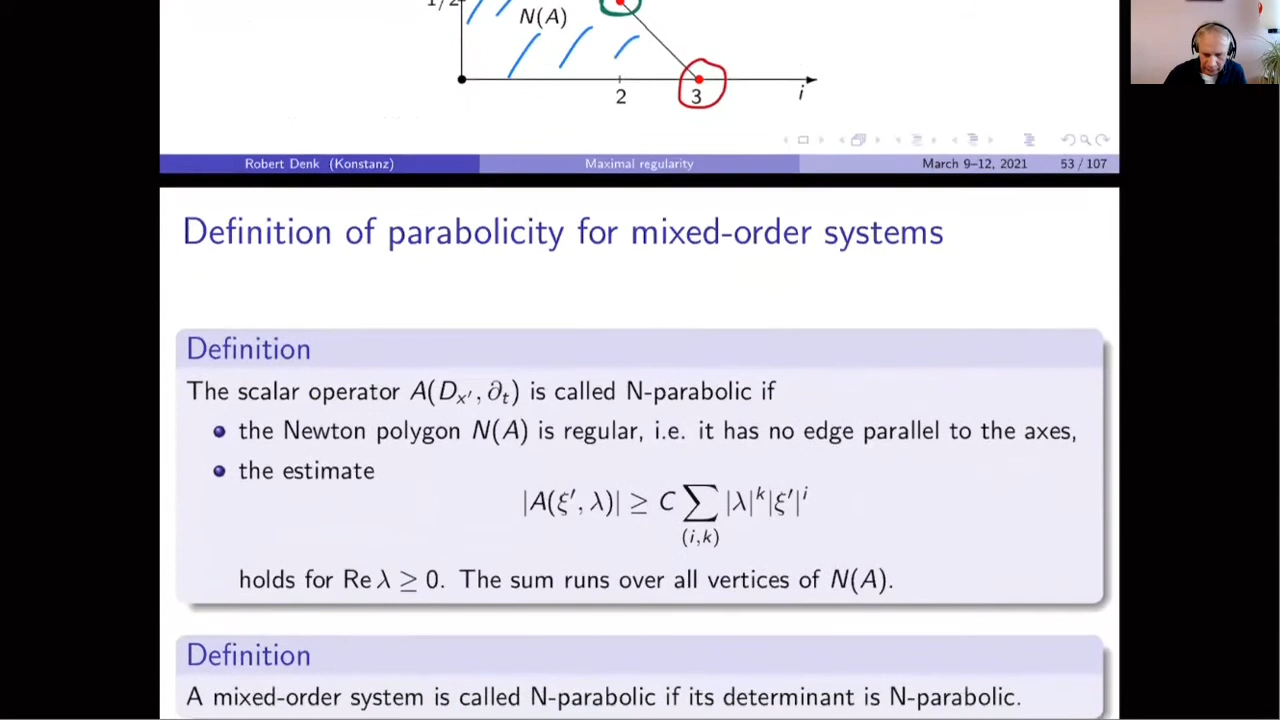 1/2
N(A)
2
3
i
Robert Denk (Konstanz) Maximal regularity March 9–12, 2021 53 / 107
Definition of parabolicity for mixed-order systems
Definition
The scalar operator A(D_{x′}, ∂_t) is called N-parabolic if
the Newton polygon N(A) is regular, i.e. it has no edge parallel to the axes,
the estimate
|A(ξ′, λ)| ≥ C ∑_{(i,k)} |λ|^k|ξ′|^i
holds for Re λ ≥ 0. The sum runs over all vertices of N(A).
Definition
A mixed-order system is called N-parabolic if its determinant is N-parabolic.